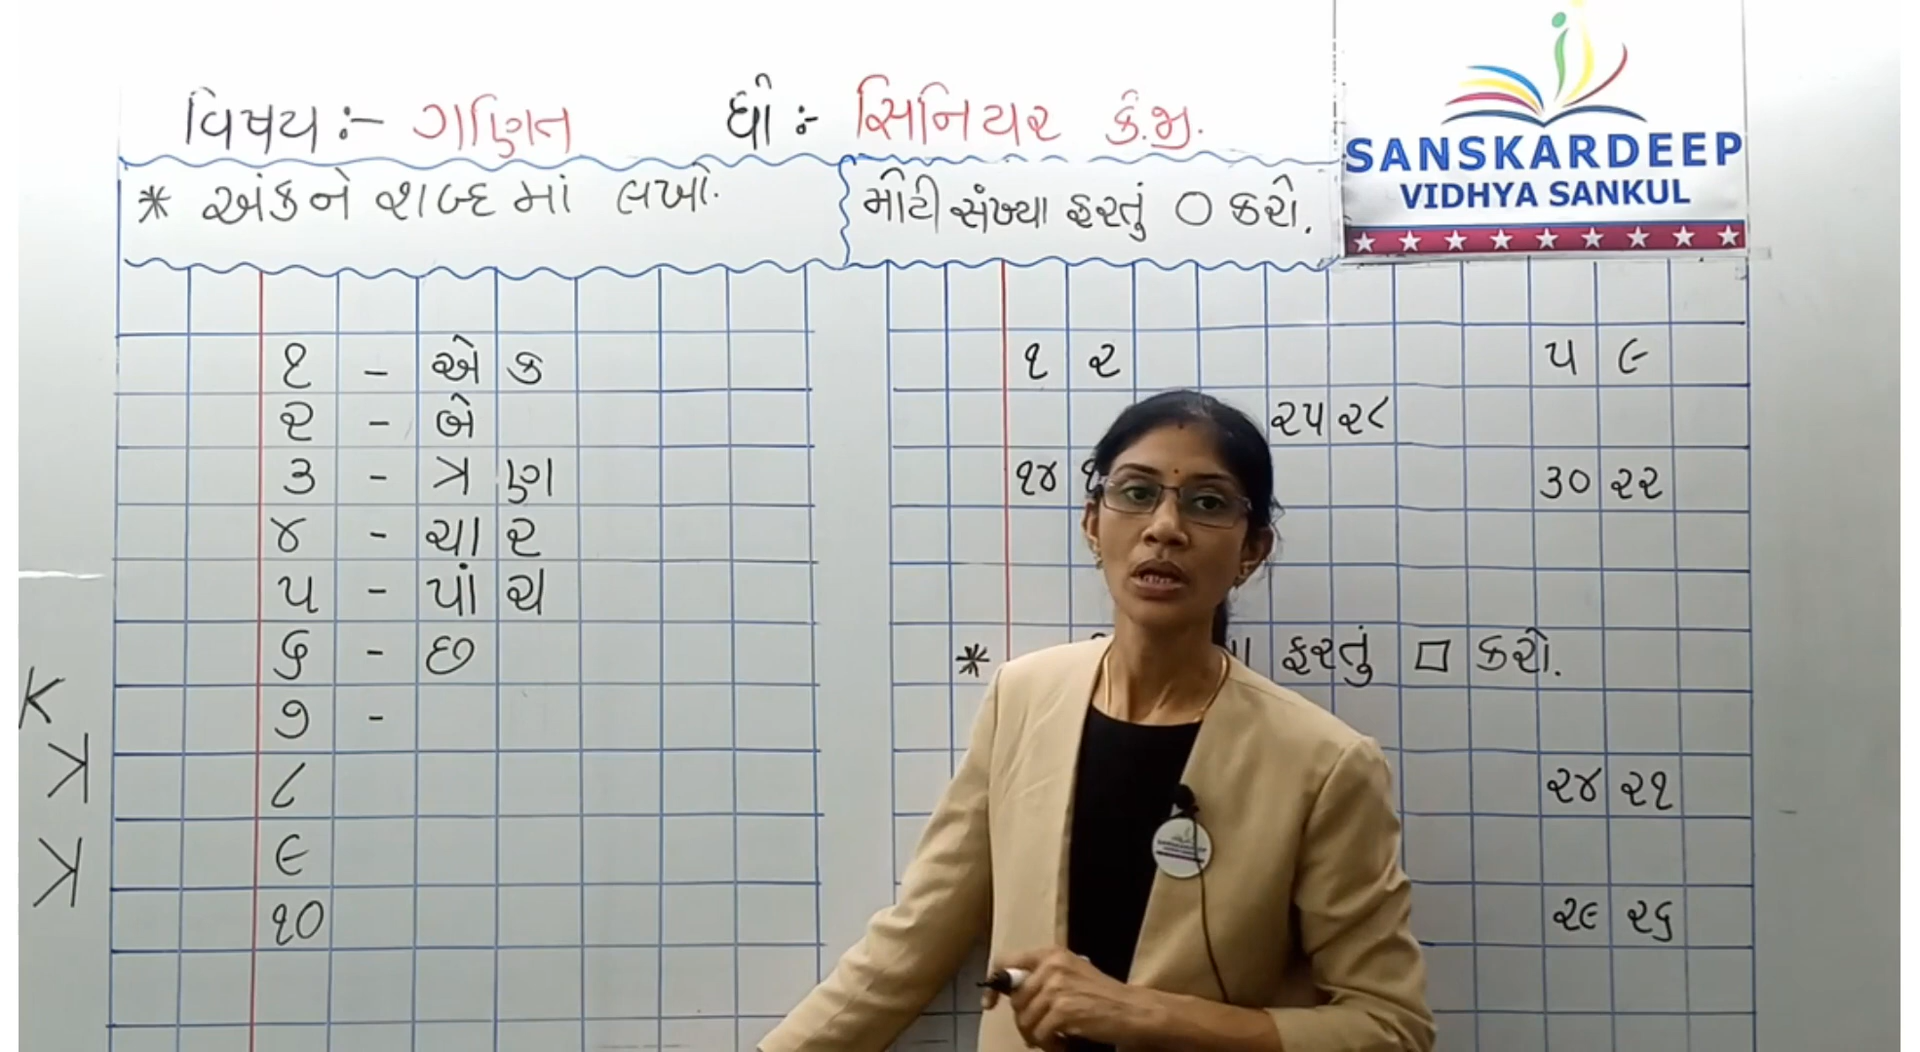 વિષય :- ગણિત
ધો :- સિનિયર કે.જી.
SANSKARDEEP
VIDHYA SANKUL
* અંકને શબ્દમાં લખો.
મોટી સંખ્યા ફરતું ○ કરો.
૧ - એક
૨ - બે
૩ - ત્રણ
૪ - ચાર
૫ - પાંચ
૬ - છ
૭ -
૮
૯
૧૦
૧ ૨
૫ ૯
૨૫ ૨૮
૧૪
૩૦ ૨૨
* ફરતું □ કરો.
૨૪ ૨૧
૨૯ ૨૬
K